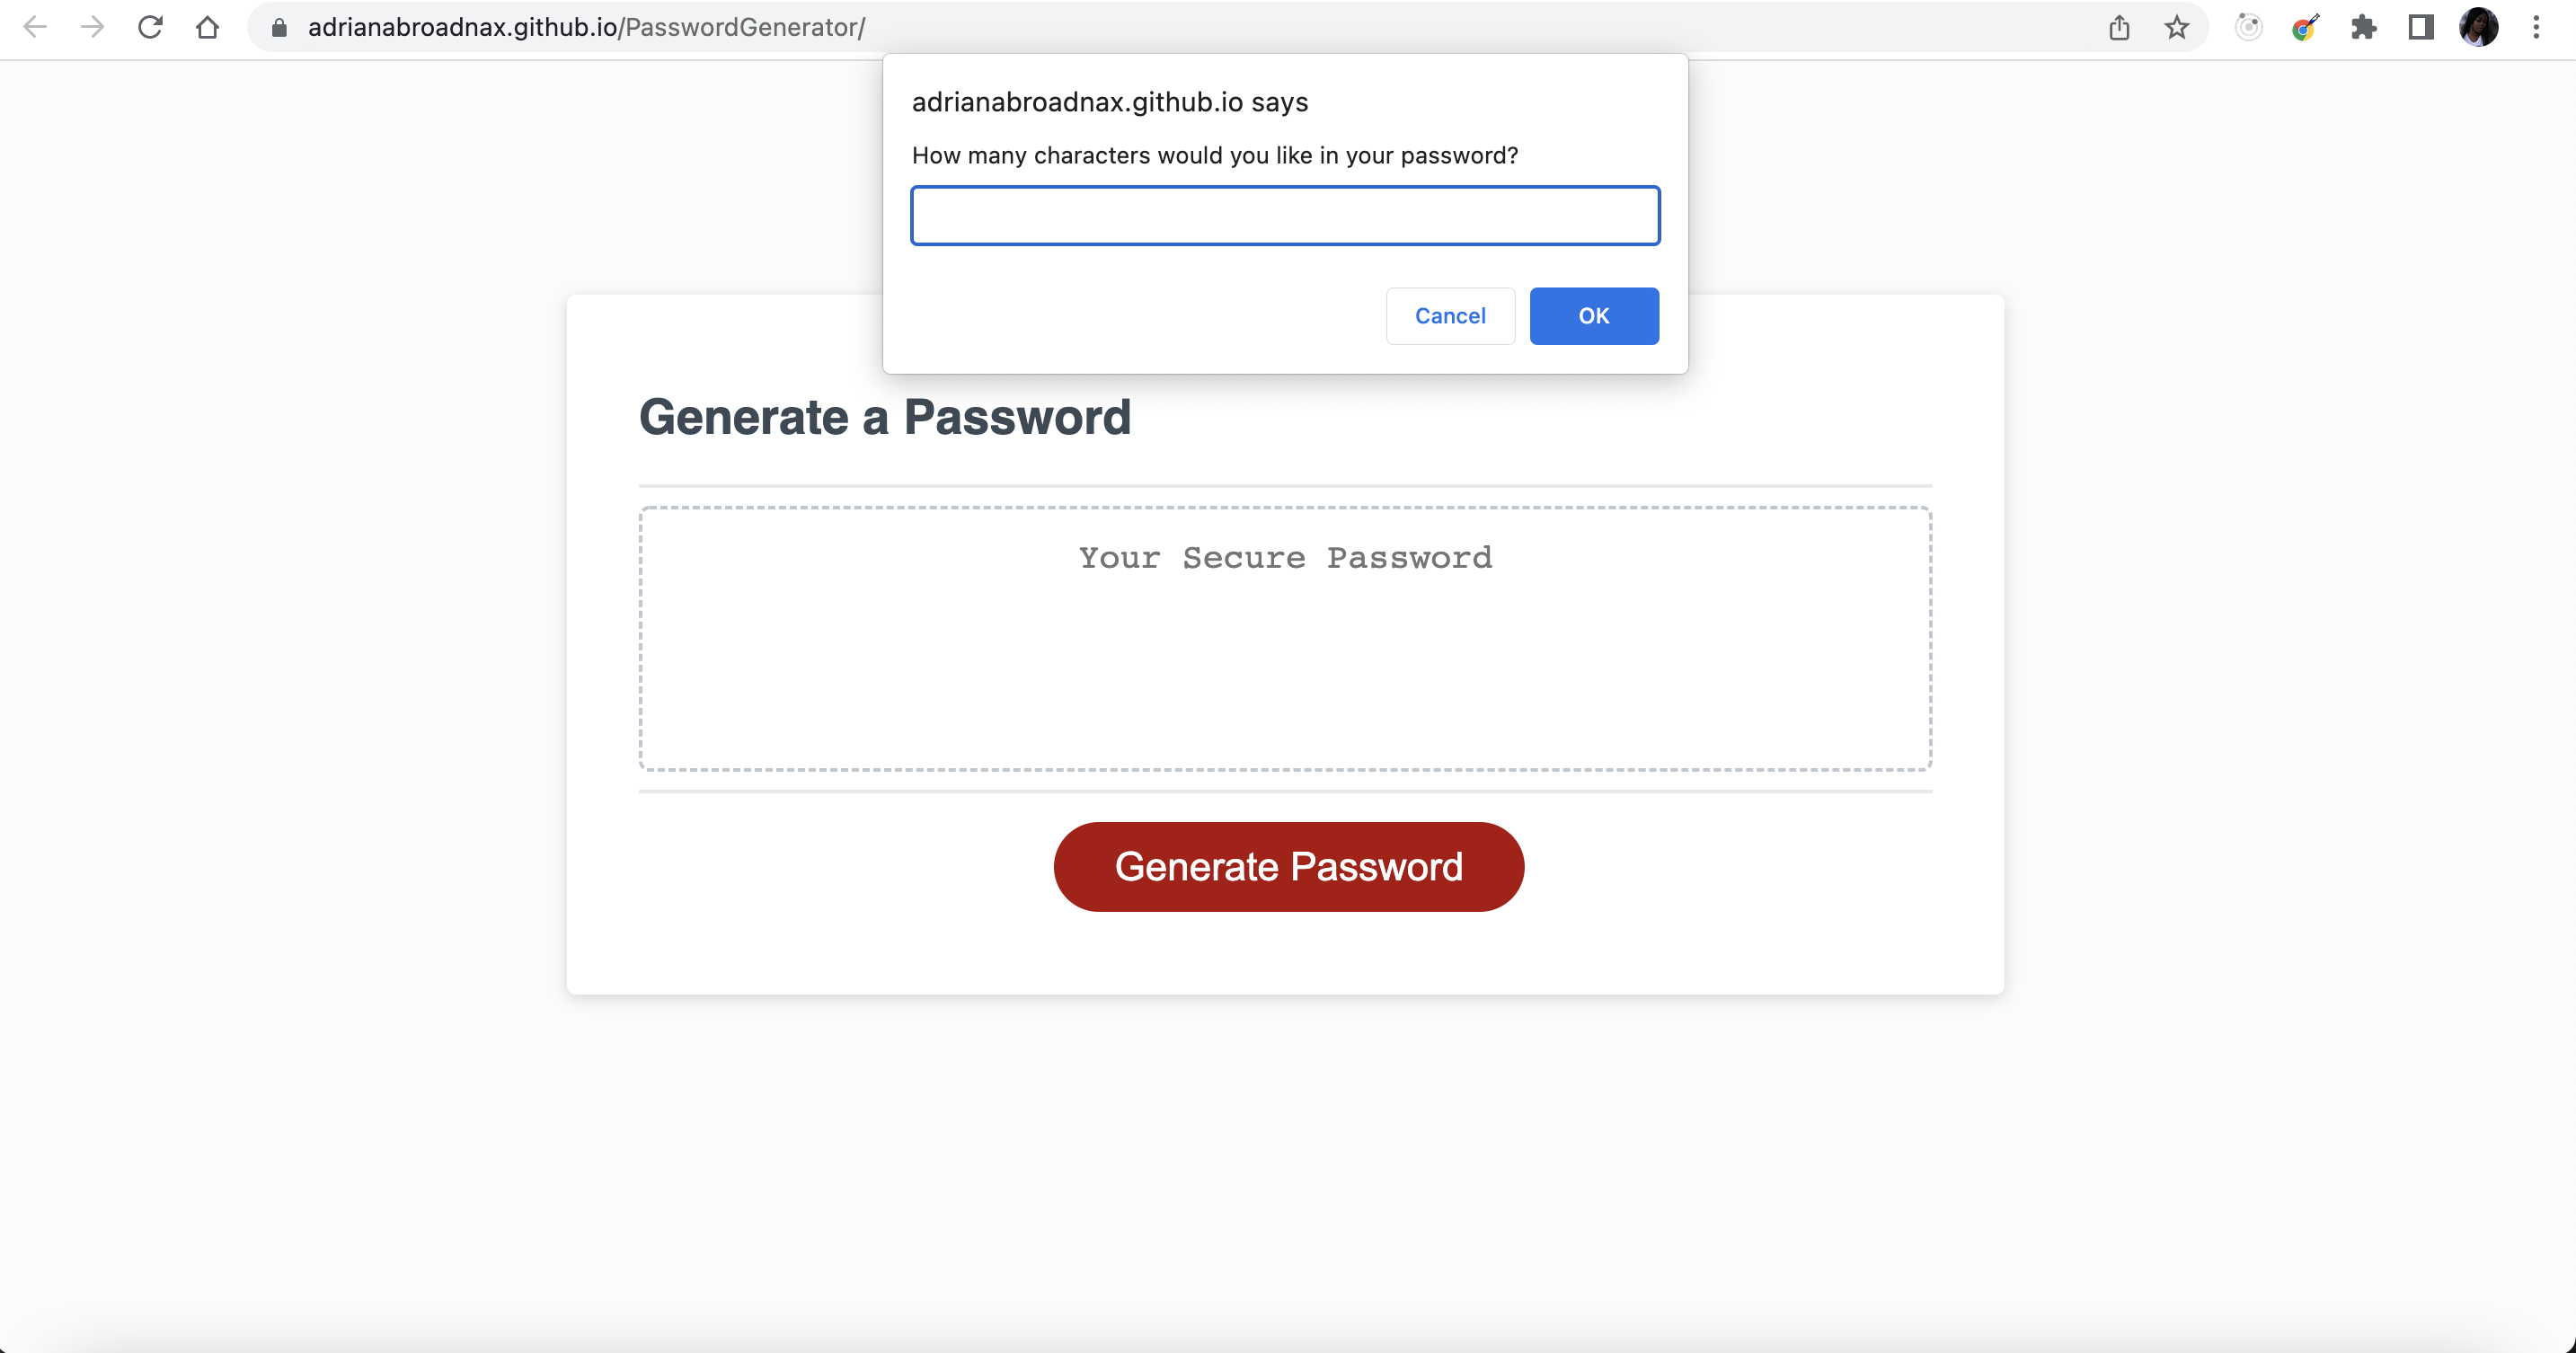 adrianabroadnax.github.io/PasswordGenerator/
adrianabroadnax.github.io says
How many characters would you like in your password?
Cancel
OK
Generate a Password
Your Secure Password
Generate Password